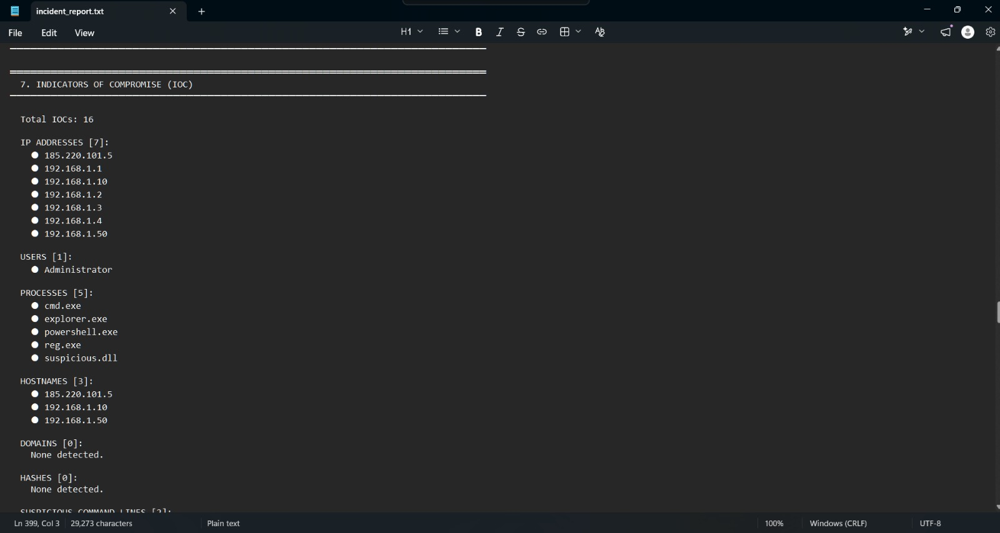 incident_report.txt
File Edit View
H1
7. INDICATORS OF COMPROMISE (IOC)
Total IOCs: 16
IP ADDRESSES [7]:
● 185.220.101.5
● 192.168.1.1
● 192.168.1.10
● 192.168.1.2
● 192.168.1.3
● 192.168.1.4
● 192.168.1.50
USERS [1]:
● Administrator
PROCESSES [5]:
● cmd.exe
● explorer.exe
● powershell.exe
● reg.exe
● suspicious.dll
HOSTNAMES [3]:
● 185.220.101.5
● 192.168.1.10
● 192.168.1.50
DOMAINS [0]:
None detected.
HASHES [0]:
None detected.
SUSPICIOUS COMMAND LINES [2]:
Ln 399, Col 3 29,273 characters Plain text 100% Windows (CRLF) UTF-8